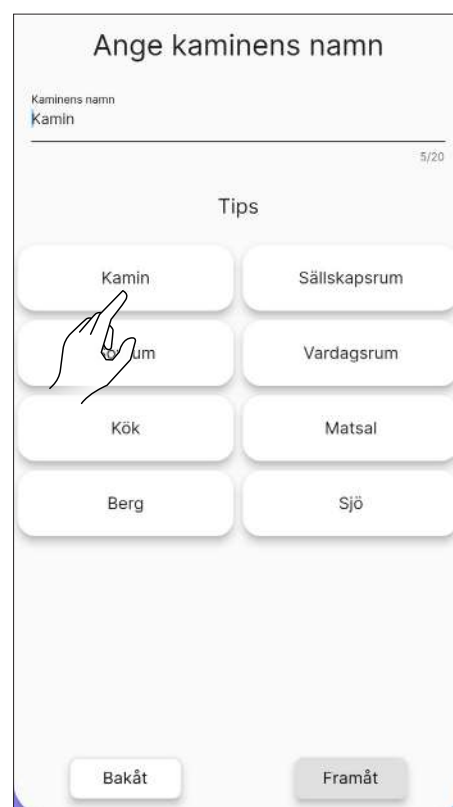 Ange kaminens namn
Kaminens namn
Kamin
5/20
Tips
Kamin
Sällskapsrum
Vardagsrum
Kök
Matsal
Berg
Sjö
Bakåt
Framåt